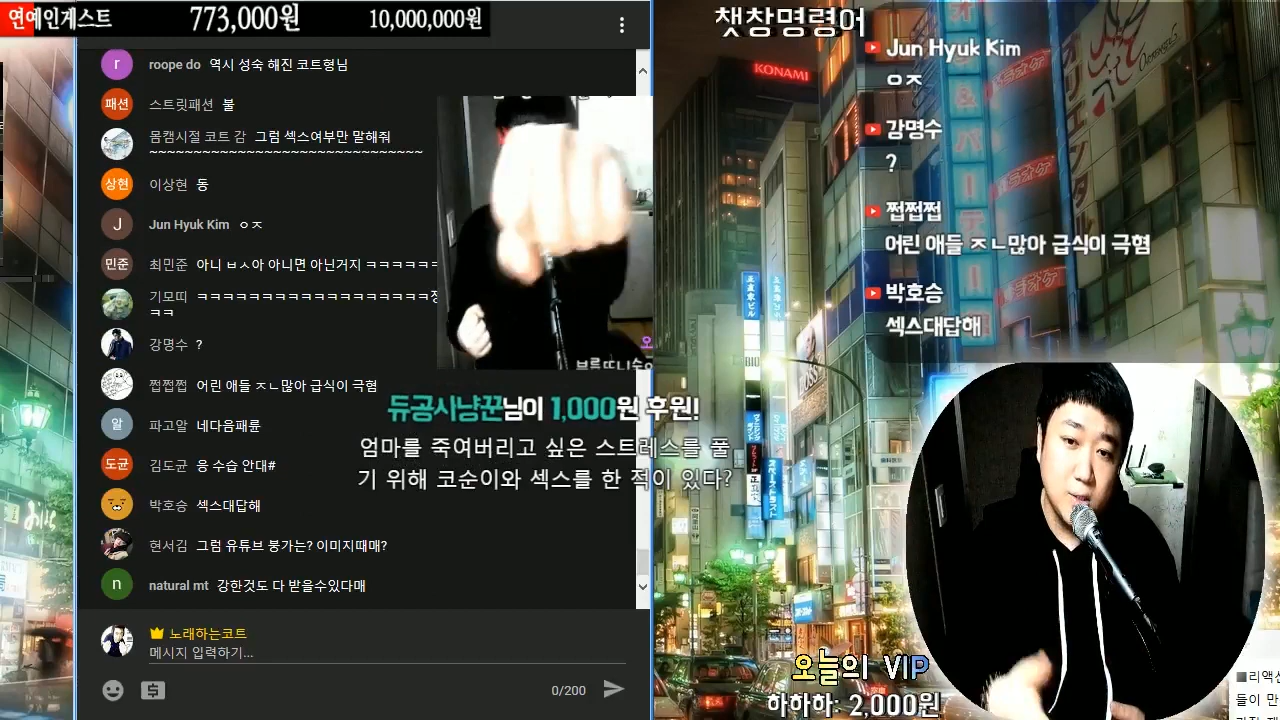 연예인게스트 773,000원 10,000,000원
roope do 역시 성숙 해진 코트형님
패션 스트릿패션 불
몸캠시절 코트 감 그럼 섹스여부만 말해줘
~~~~~~~~~~~~~~~~~~~~~~~~~~~~~~
상현 이상현 동
J Jun Hyuk Kim ㅇㅈ
민준 최민준 아니 ㅂㅅ아 아니면 아닌거지 ㅋㅋㅋㅋㅋㅋ
기모띠 ㅋㅋㅋㅋㅋㅋㅋㅋㅋㅋㅋㅋㅋㅋㅋㅋㅋㅋ
ㅋㅋ
강명수 ?
쩝쩝쩝 어린 애들 ㅈㄴ많아 급식이 극혐
알 파고알 네다음패륜
도균 김도균 홍 수습 안대#
박호승 섹스대답해
현서김 그럼 유튜브 붕가는? 이미지때매?
n natural mt 강한것도 다 받을수있다매
노래하는코트
메시지 입력하기...
0/200
듀공사냥꾼님이 1,000원 후원!
엄마를 죽여버리고 싶은 스트레스를 풀
기 위해 코순이와 섹스를 한 적이 있다?
챗창명령어
Jun Hyuk Kim
ㅇㅈ
강명수
?
쩝쩝쩝
어린 애들 ㅈㄴ많아 급식이 극혐
박호승
섹스대답해
KONAMI
오늘의 VIP
하하하: 2,000원
리액션
들이 만